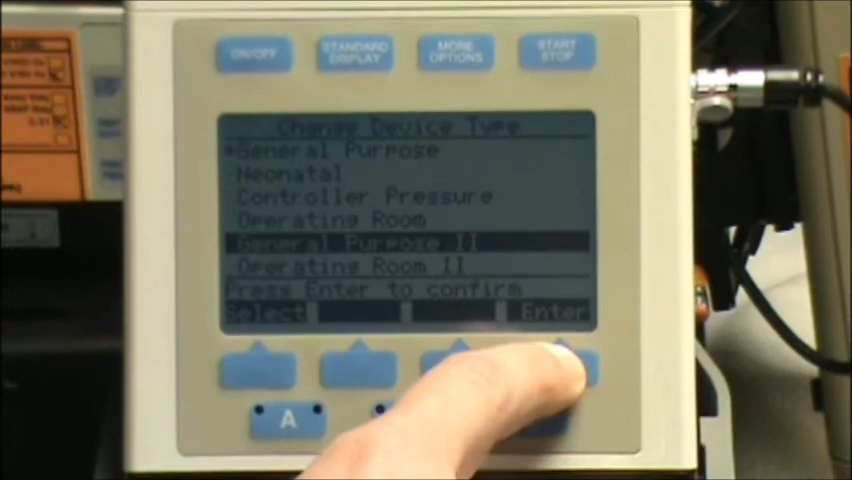 ON/OFF
STANDARD
DISPLAY
MORE
OPTIONS
START
STOP
Change Device Type
*General Purpose
Neonatal
Controller Pressure
Operating Room
General Purpose II
Operating Room II
Press Enter to confirm
Select
Enter
A